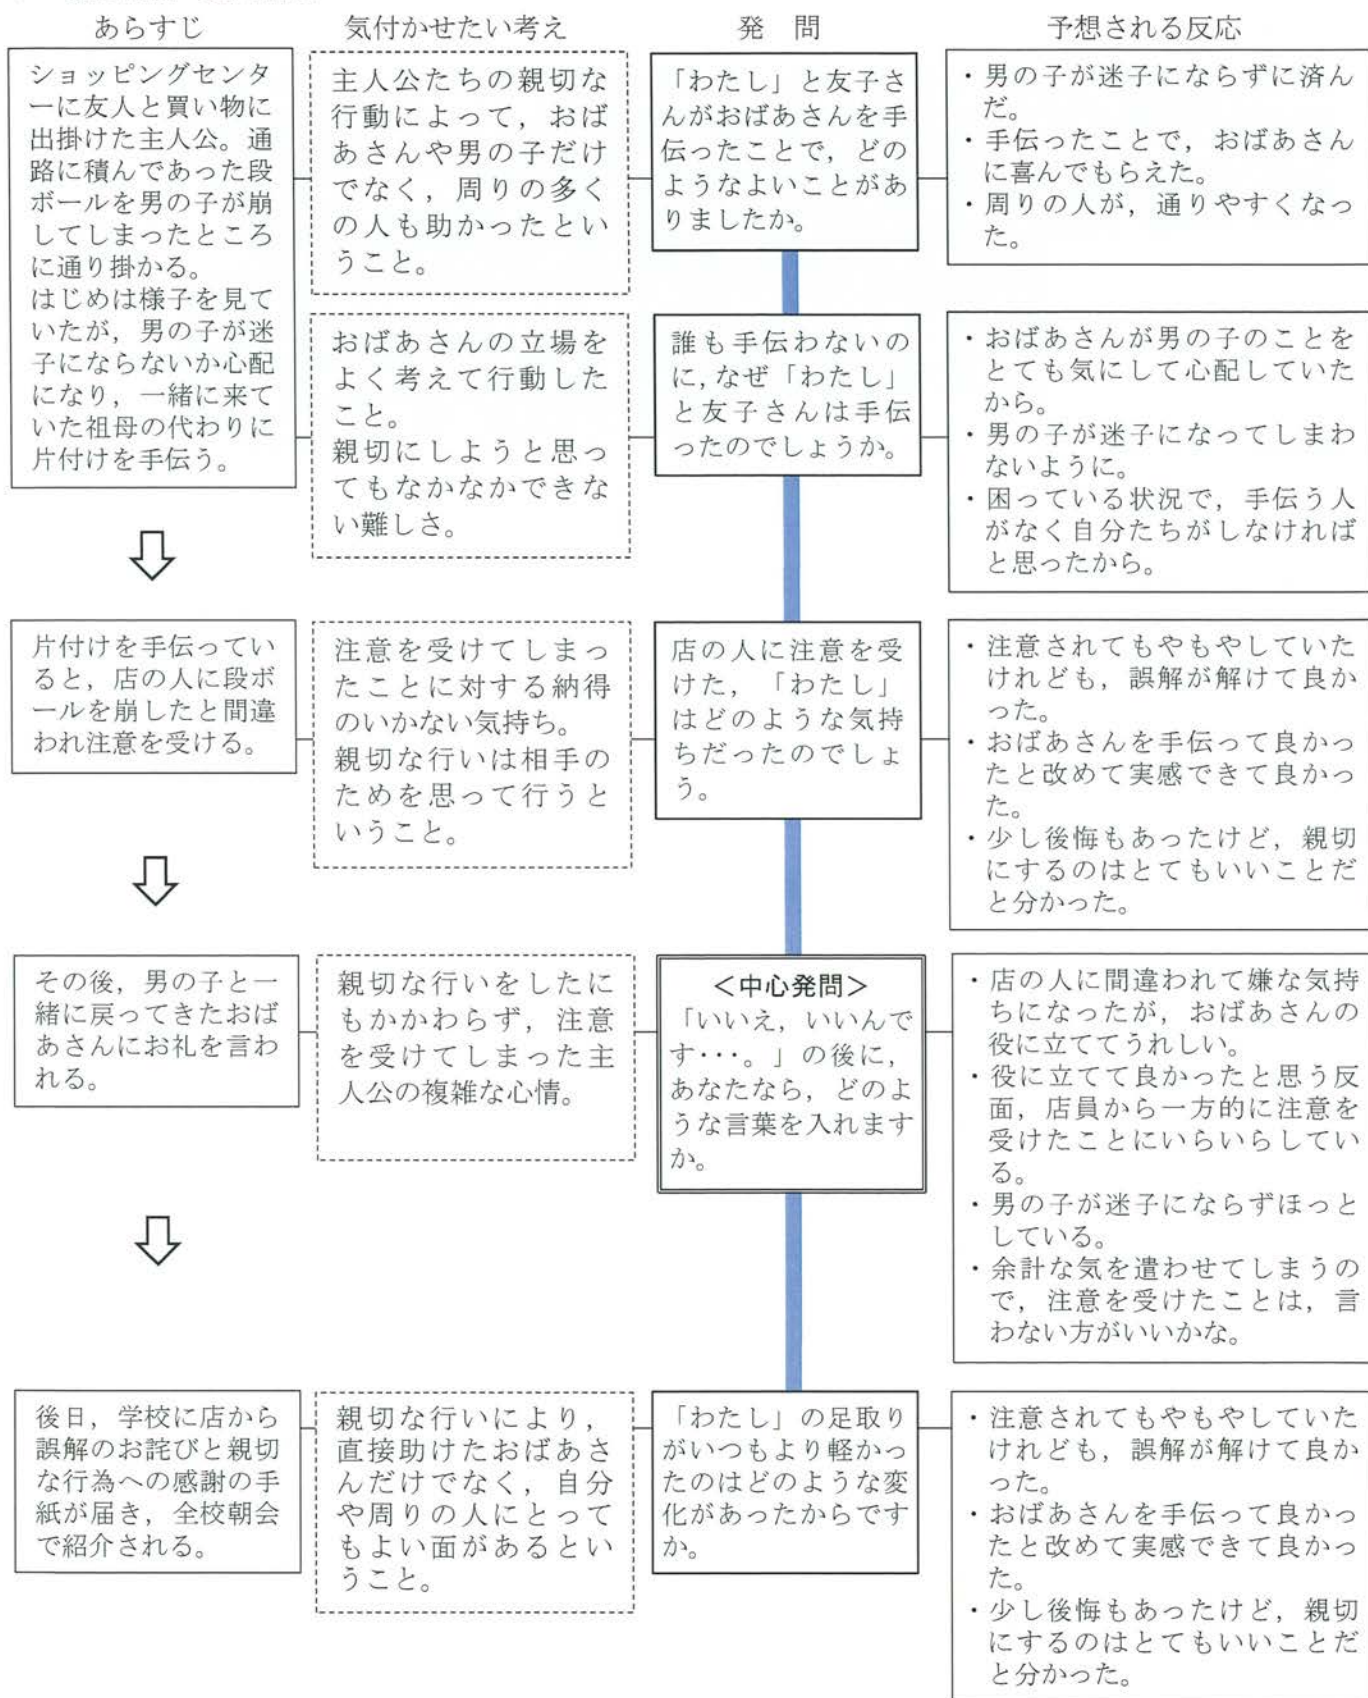 あらすじ
気付かせたい考え
発　問
予想される反応
ショッピングセンタ
ーに友人と買い物に
出掛けた主人公。通
路に積んであった段
ボールを男の子が崩
してしまったところ
に通り掛かる。
はじめは様子を見て
いたが，男の子が迷
子にならないか心配
になり，一緒に来て
いた祖母の代わりに
片付けを手伝う。
主人公たちの親切な
行動によって，おば
あさんや男の子だけ
でなく，周りの多く
の人も助かったとい
うこと。
「わたし」と友子さ
んがおばあさんを手
伝ったことで，どの
ようなよいことがあ
りましたか。
・男の子が迷子にならずに済ん
だ。
・手伝ったことで，おばあさん
に喜んでもらえた。
・周りの人が，通りやすくなっ
た。
おばあさんの立場を
よく考えて行動した
こと。
親切にしようと思っ
てもなかなかできな
い難しさ。
誰も手伝わないの
に，なぜ「わたし」
と友子さんは手伝
ったのでしょうか。
・おばあさんが男の子のことを
とても気にして心配していた
から。
・男の子が迷子になってしまわ
ないように。
・困っている状況で，手伝う人
がなく自分たちがしなければ
と思ったから。
片付けを手伝ってい
ると，店の人に段ボ
ールを崩したと間違
われ注意を受ける。
注意を受けてしまっ
たことに対する納得
のいかない気持ち。
親切な行いは相手の
ためを思って行うと
いうこと。
店の人に注意を受
けた，「わたし」
はどのような気持
ちだったのでしょ
う。
・注意されてもやもやしていた
けれども，誤解が解けて良か
った。
・おばあさんを手伝って良かっ
たと改めて実感できて良かっ
た。
・少し後悔もあったけど，親切
にするのはとてもいいことだ
と分かった。
その後，男の子と一
緒に戻ってきたおば
あさんにお礼を言わ
れる。
親切な行いをしたに
もかかわらず，注意
を受けてしまった主
人公の複雑な心情。
＜中心発問＞
「いいえ，いいんで
す・・・。」の後に，
あなたなら，どのよ
うな言葉を入れます
か。
・店の人に間違われて嫌な気持
ちになったが，おばあさんの
役に立ててうれしい。
・役に立てて良かったと思う反
面，店員から一方的に注意を
受けたことにいらいらしてい
る。
・男の子が迷子にならずほっと
している。
・余計な気を遣わせてしまうの
で，注意を受けたことは，言
わない方がいいかな。
後日，学校に店から
誤解のお詫びと親切
な行為への感謝の手
紙が届き，全校朝会
で紹介される。
親切な行いにより，
直接助けたおばあさ
んだけでなく，自分
や周りの人にとって
もよい面があるとい
うこと。
「わたし」の足取り
がいつもより軽かっ
たのはどのような変
化があったからです
か。
・注意されてもやもやしていた
けれども，誤解が解けて良か
った。
・おばあさんを手伝って良かっ
たと改めて実感できて良かっ
た。
・少し後悔もあったけど，親切
にするのはとてもいいことだ
と分かった。